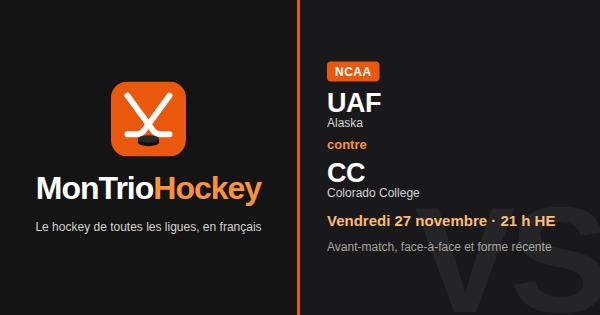 MonTrioHockey
Le hockey de toutes les ligues, en français
NCAA
UAF
Alaska
contre
CC
Colorado College
Vendredi 27 novembre · 21 h HE
Avant-match, face-à-face et forme récente
VS